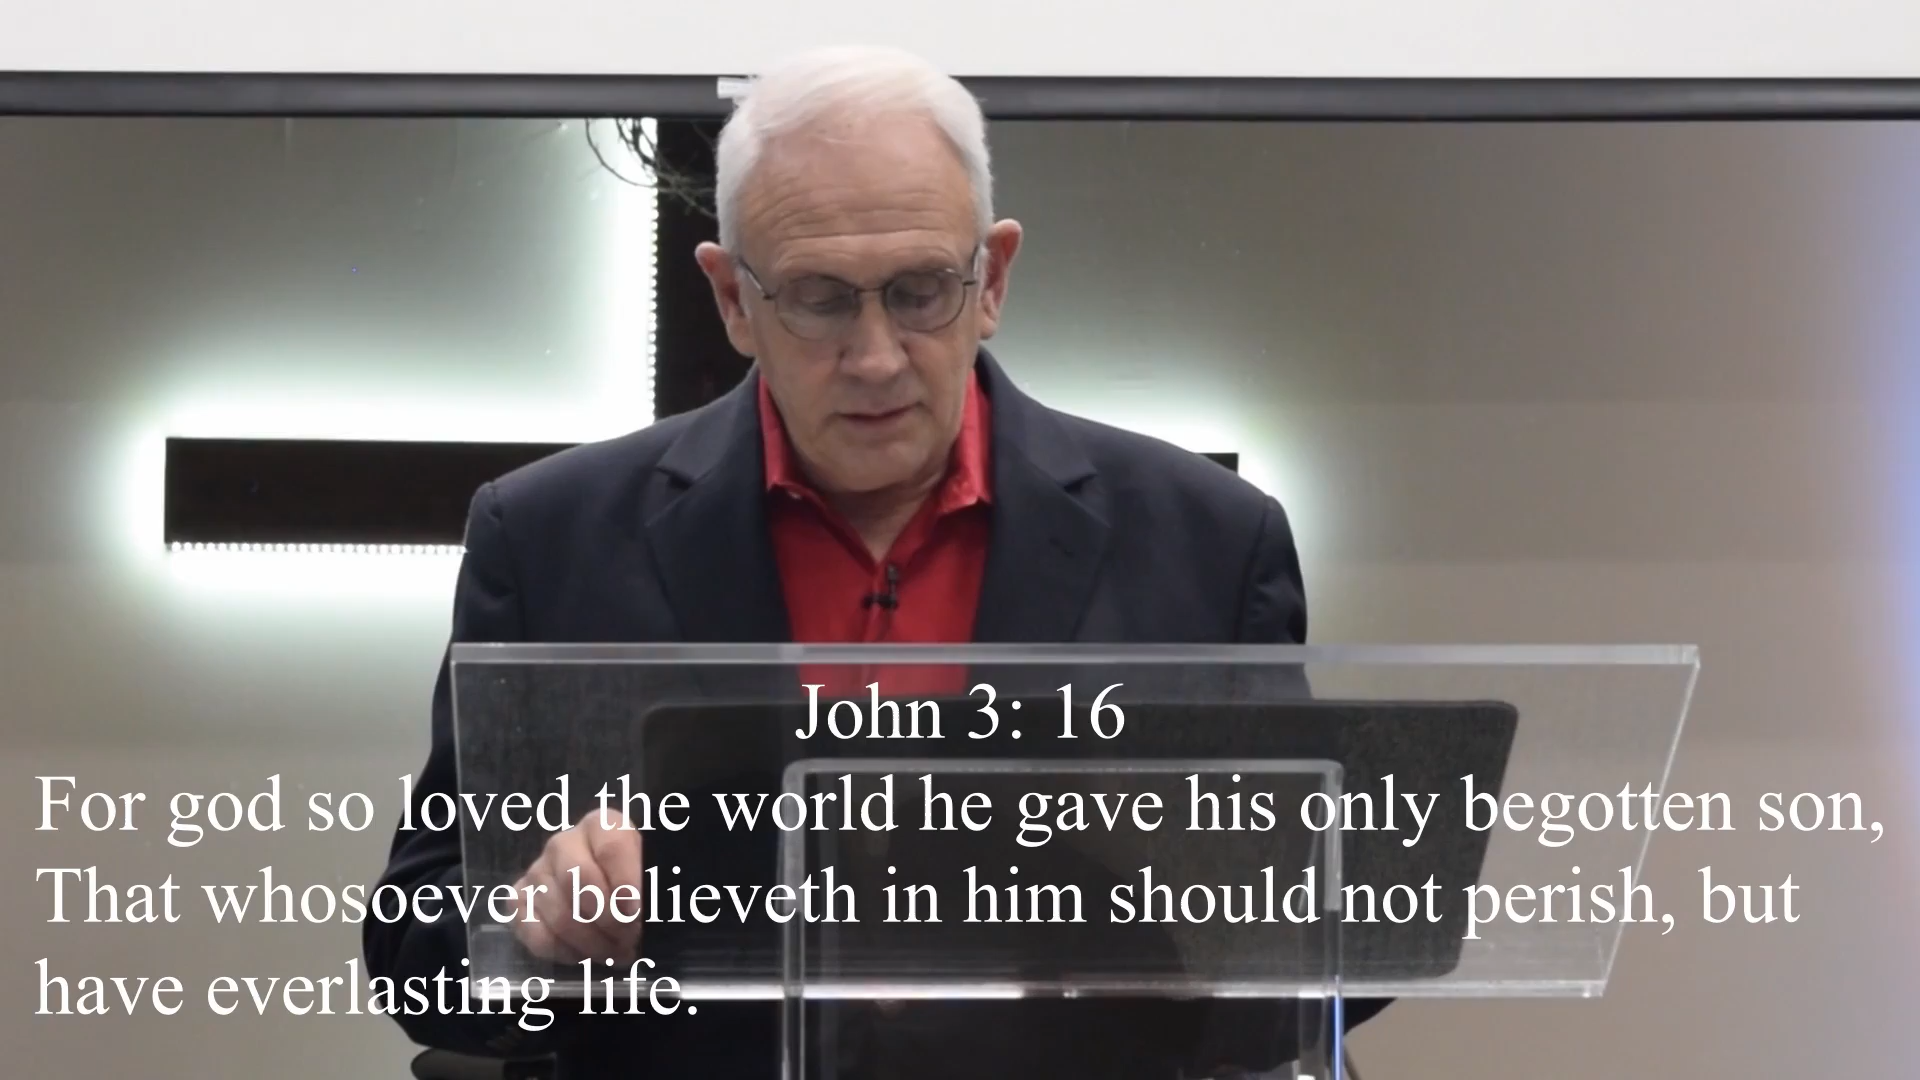 John 3: 16
For god so loved the world he gave his only begotten son,
That whosoever believeth in him should not perish, but
have everlasting life.